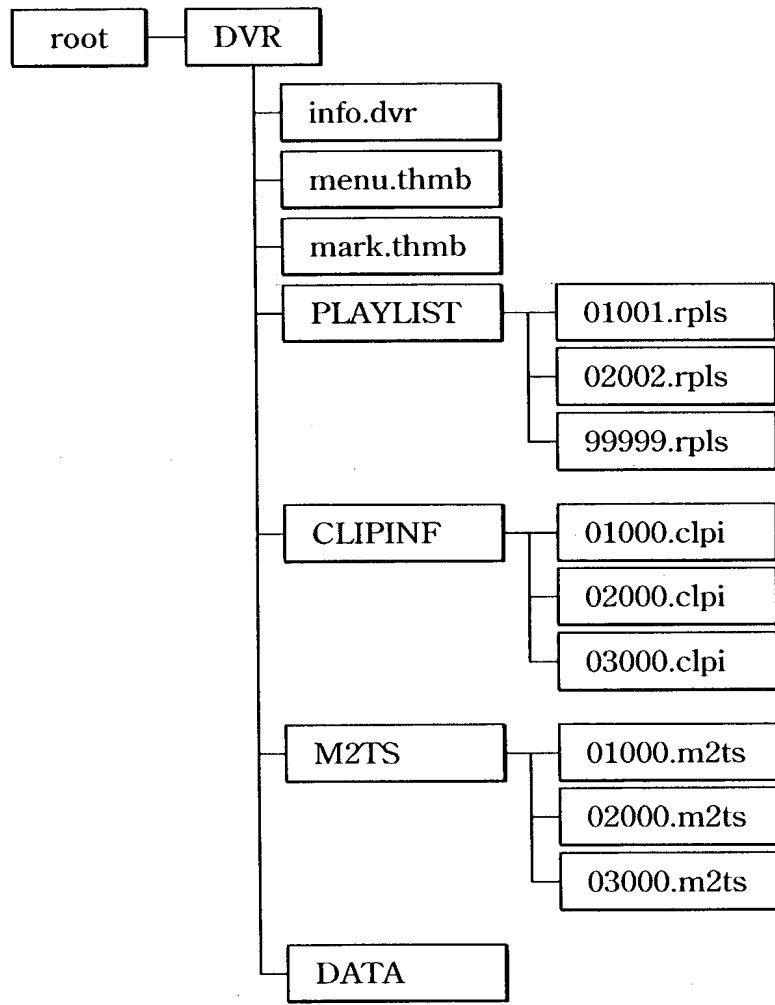 root
DVR
info.dvr
menu.thmb
mark.thmb
PLAYLIST
01001.rpls
02002.rpls
99999.rpls
CLIPINF
01000.clpi
02000.clpi
03000.clpi
M2TS
01000.m2ts
02000.m2ts
03000.m2ts
DATA